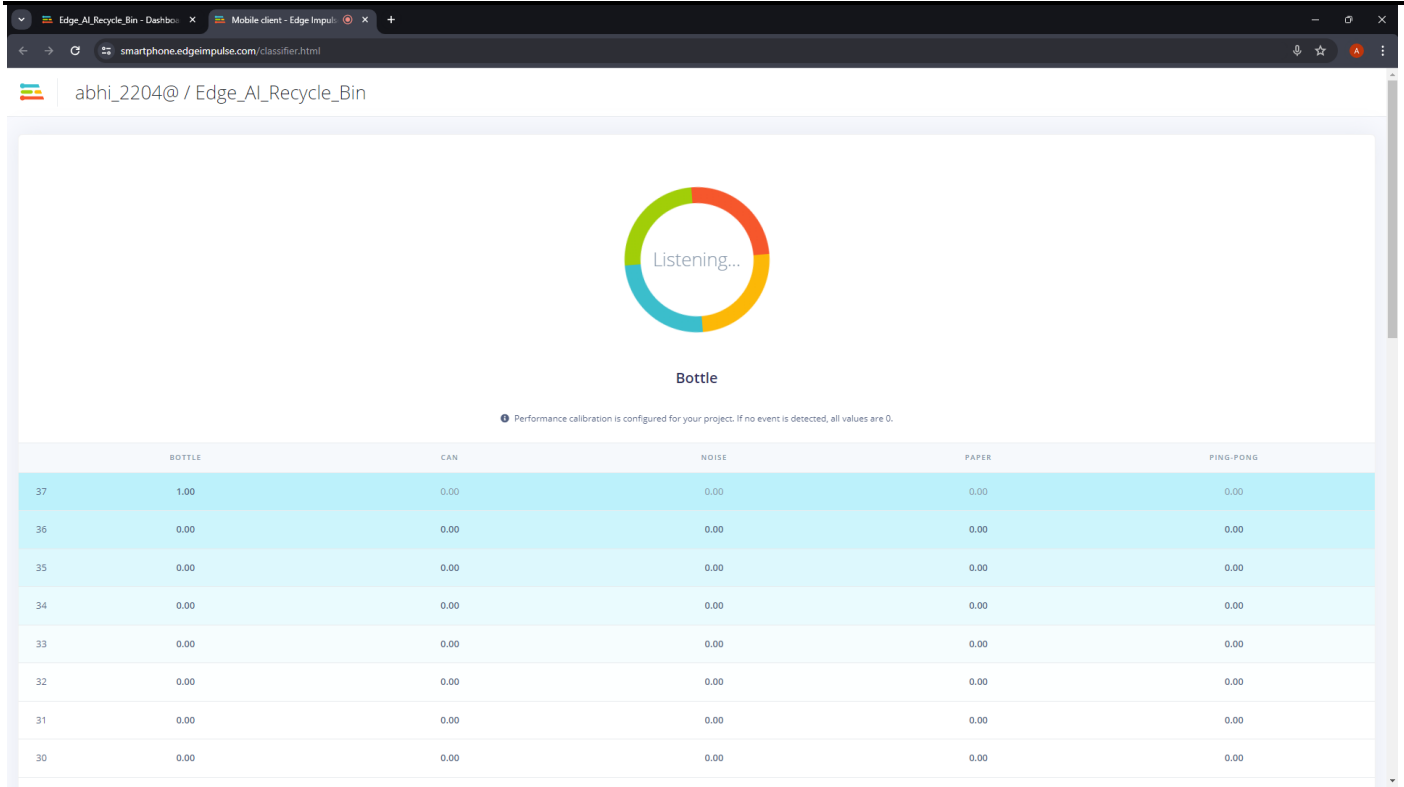 Edge_AI_Recycle_Bin - Dashboa
Mobile client - Edge Impuls
smartphone.edgeimpulse.com/classifier.html
A
abhi_2204@ / Edge_AI_Recycle_Bin
Listening...
Bottle
Performance calibration is configured for your project. If no event is detected, all values are 0.
BOTTLE CAN NOISE PAPER PING-PONG
37 1.00 0.00 0.00 0.00 0.00
36 0.00 0.00 0.00 0.00 0.00
35 0.00 0.00 0.00 0.00 0.00
34 0.00 0.00 0.00 0.00 0.00
33 0.00 0.00 0.00 0.00 0.00
32 0.00 0.00 0.00 0.00 0.00
31 0.00 0.00 0.00 0.00 0.00
30 0.00 0.00 0.00 0.00 0.00